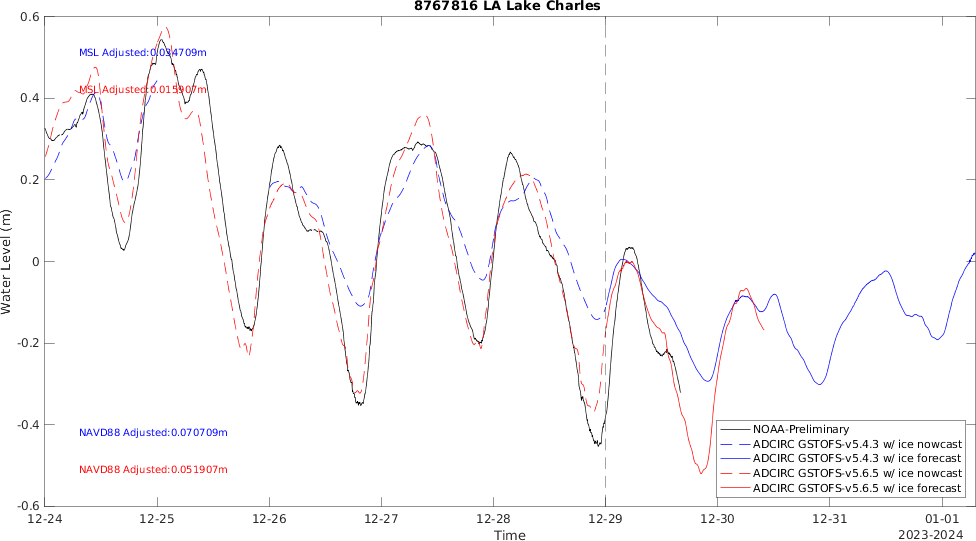 8767816 LA Lake Charles
Water Level (m)
0.6
0.4
0.2
0
-0.2
-0.4
-0.6
MSL Adjusted:0.034709m
MSL Adjusted:0.015907m
NAVD88 Adjusted:0.070709m
NAVD88 Adjusted:0.051907m
NOAA-Preliminary
ADCIRC GSTOFS-v5.4.3 w/ ice nowcast
ADCIRC GSTOFS-v5.4.3 w/ ice forecast
ADCIRC GSTOFS-v5.6.5 w/ ice nowcast
ADCIRC GSTOFS-v5.6.5 w/ ice forecast
12-24 12-25 12-26 12-27 12-28 12-29 12-30 12-31 01-01
Time
2023-2024